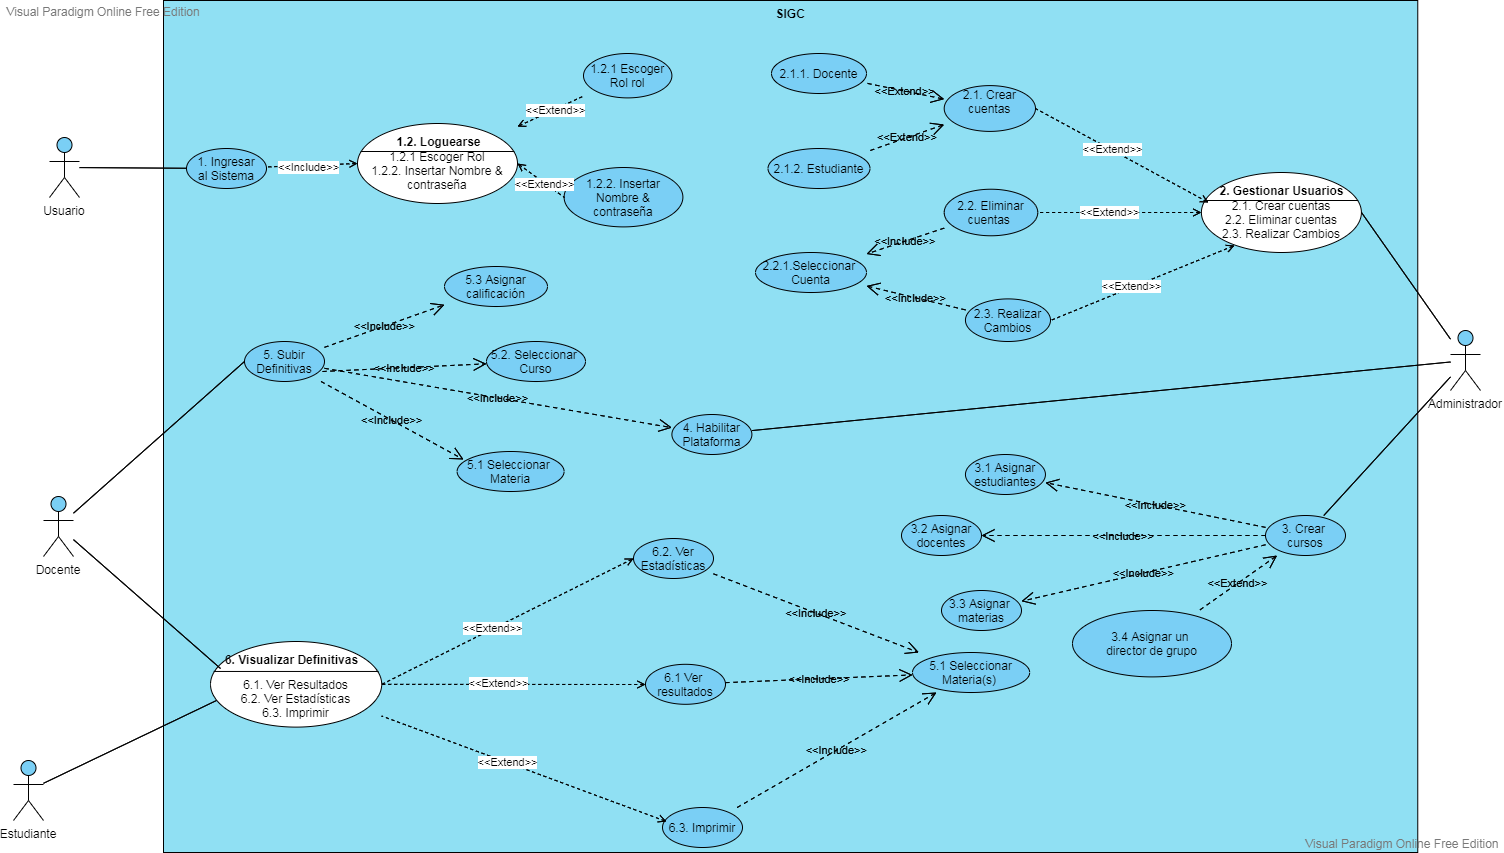 Visual Paradigm Online Free Edition
SIGC
1.2.1 Escoger
Rol rol
<<Extend>>
1.2. Loguearse
1.2.1 Escoger Rol
1.2.2. Insertar Nombre &
contraseña
1. Ingresar
al Sistema
<<Include>>
Usuario
<<Extend>>
1.2.2. Insertar
Nombre &
contraseña
2.1.1. Docente
<<Extend>>
2.1. Crear
cuentas
<<Extend>>
2.1.2. Estudiante
<<Extend>>
2. Gestionar Usuarios
2.1. Crear cuentas
2.2. Eliminar cuentas
2.3. Realizar Cambios
2.2. Eliminar
cuentas
<<Extend>>
<<Include>>
2.2.1.Seleccionar
Cuenta
<<Include>>
2.3. Realizar
Cambios
<<Extend>>
Administrador
5.3 Asignar
calificación
<<Include>>
5. Subir
Definitivas
<<Include>>
5.2. Seleccionar
Curso
<<Include>>
4. Habilitar
Plataforma
<<Include>>
5.1 Seleccionar
Materia
3.1 Asignar
estudiantes
<<Include>>
3.2 Asignar
docentes
<<Include>>
3. Crear
cursos
<<Include>>
3.3 Asignar
materias
<<Extend>>
3.4 Asignar un
director de grupo
Docente
6.2. Ver
Estadísticas
<<Extend>>
<<Include>>
6. Visualizar Definitivas
6.1. Ver Resultados
6.2. Ver Estadísticas
6.3. Imprimir
<<Extend>>
6.1 Ver
resultados
<<Include>>
5.1 Seleccionar
Materia(s)
<<Extend>>
<<Include>>
6.3. Imprimir
Estudiante
Visual Paradigm Online Free Edition